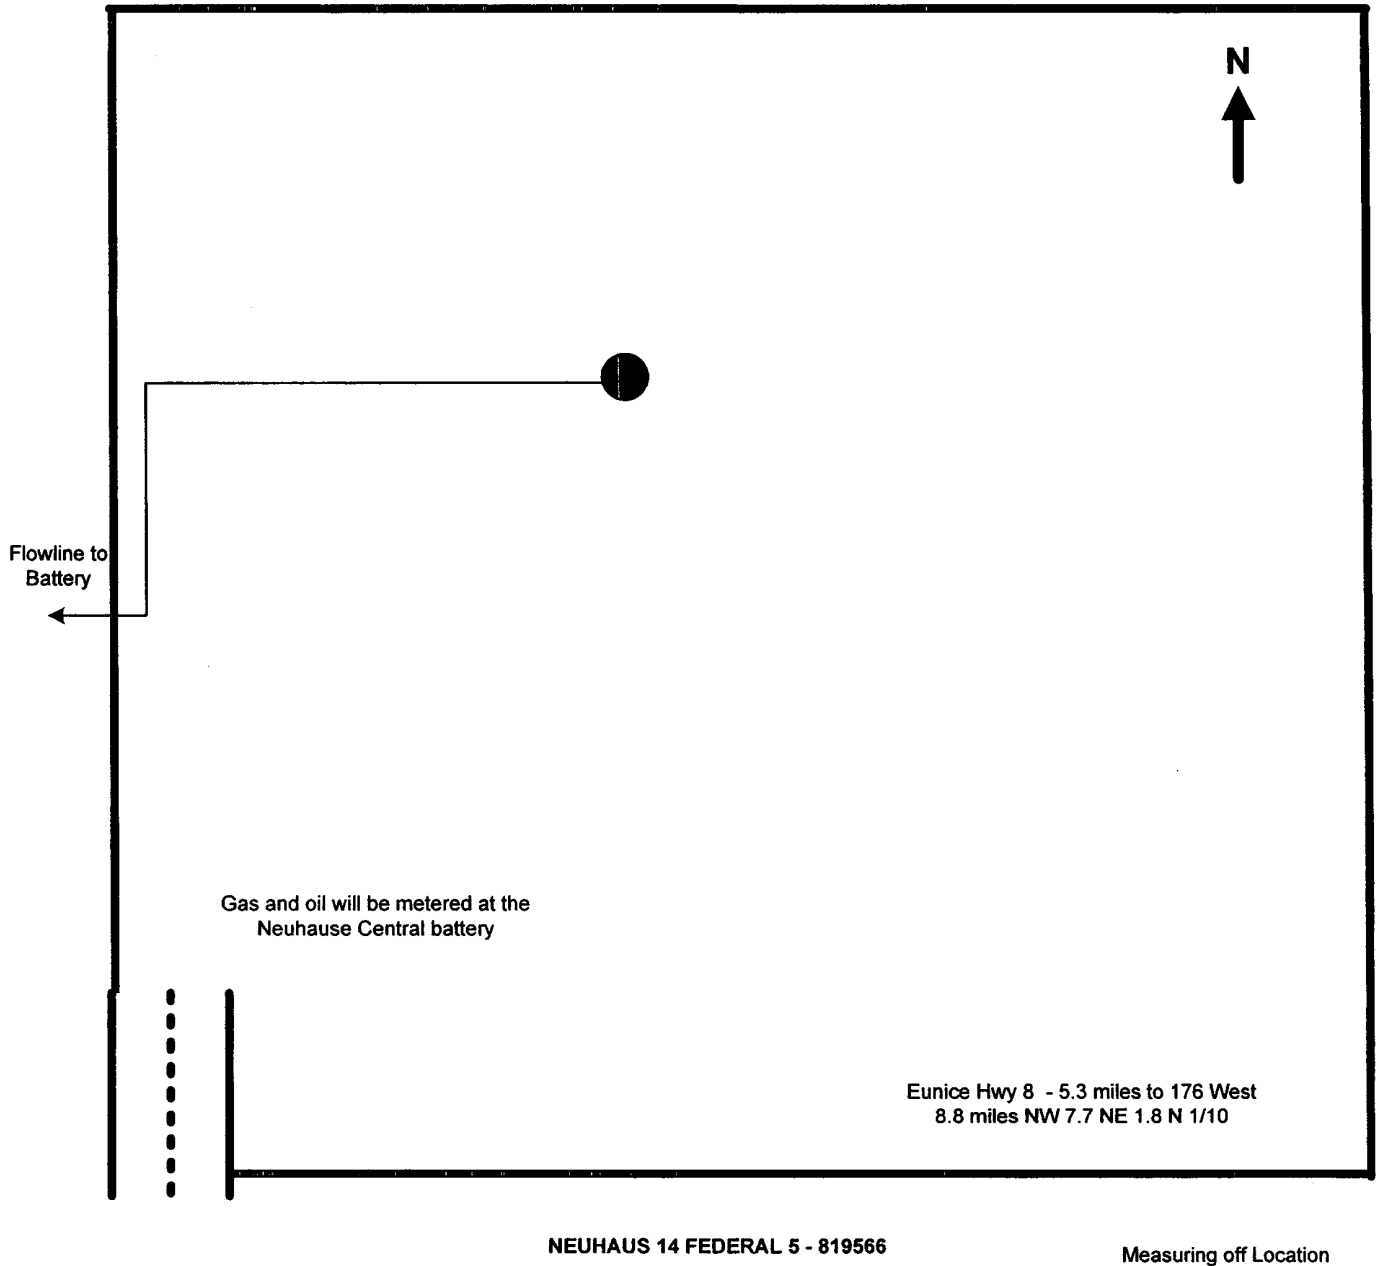 N
Flowline to
Battery
Gas and oil will be metered at the
Neuhause Central battery
Eunice Hwy 8 - 5.3 miles to 176 West
8.8 miles NW 7.7 NE 1.8 N 1/10
NEUHAUS 14 FEDERAL 5 - 819566
Measuring off Location